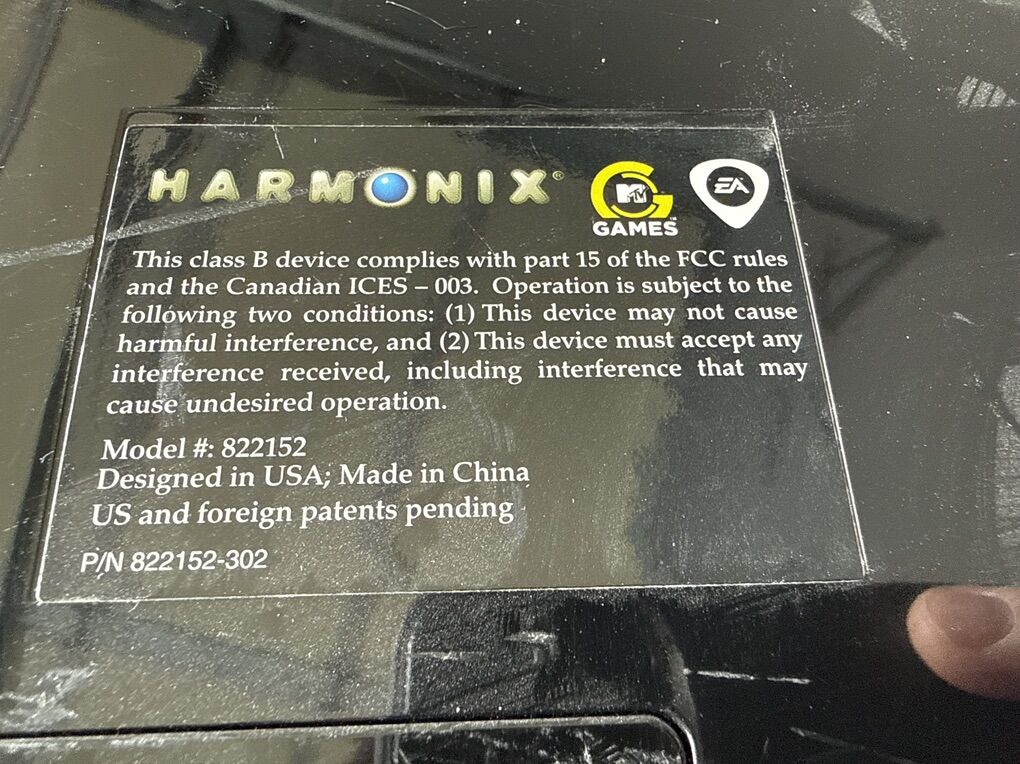 HARMONIX®
MTV
GAMES™
EA
This class B device complies with part 15 of the FCC rules
and the Canadian ICES – 003. Operation is subject to the
following two conditions: (1) This device may not cause
harmful interference, and (2) This device must accept any
interference received, including interference that may
cause undesired operation.
Model #: 822152
Designed in USA; Made in China
US and foreign patents pending
P/N 822152-302